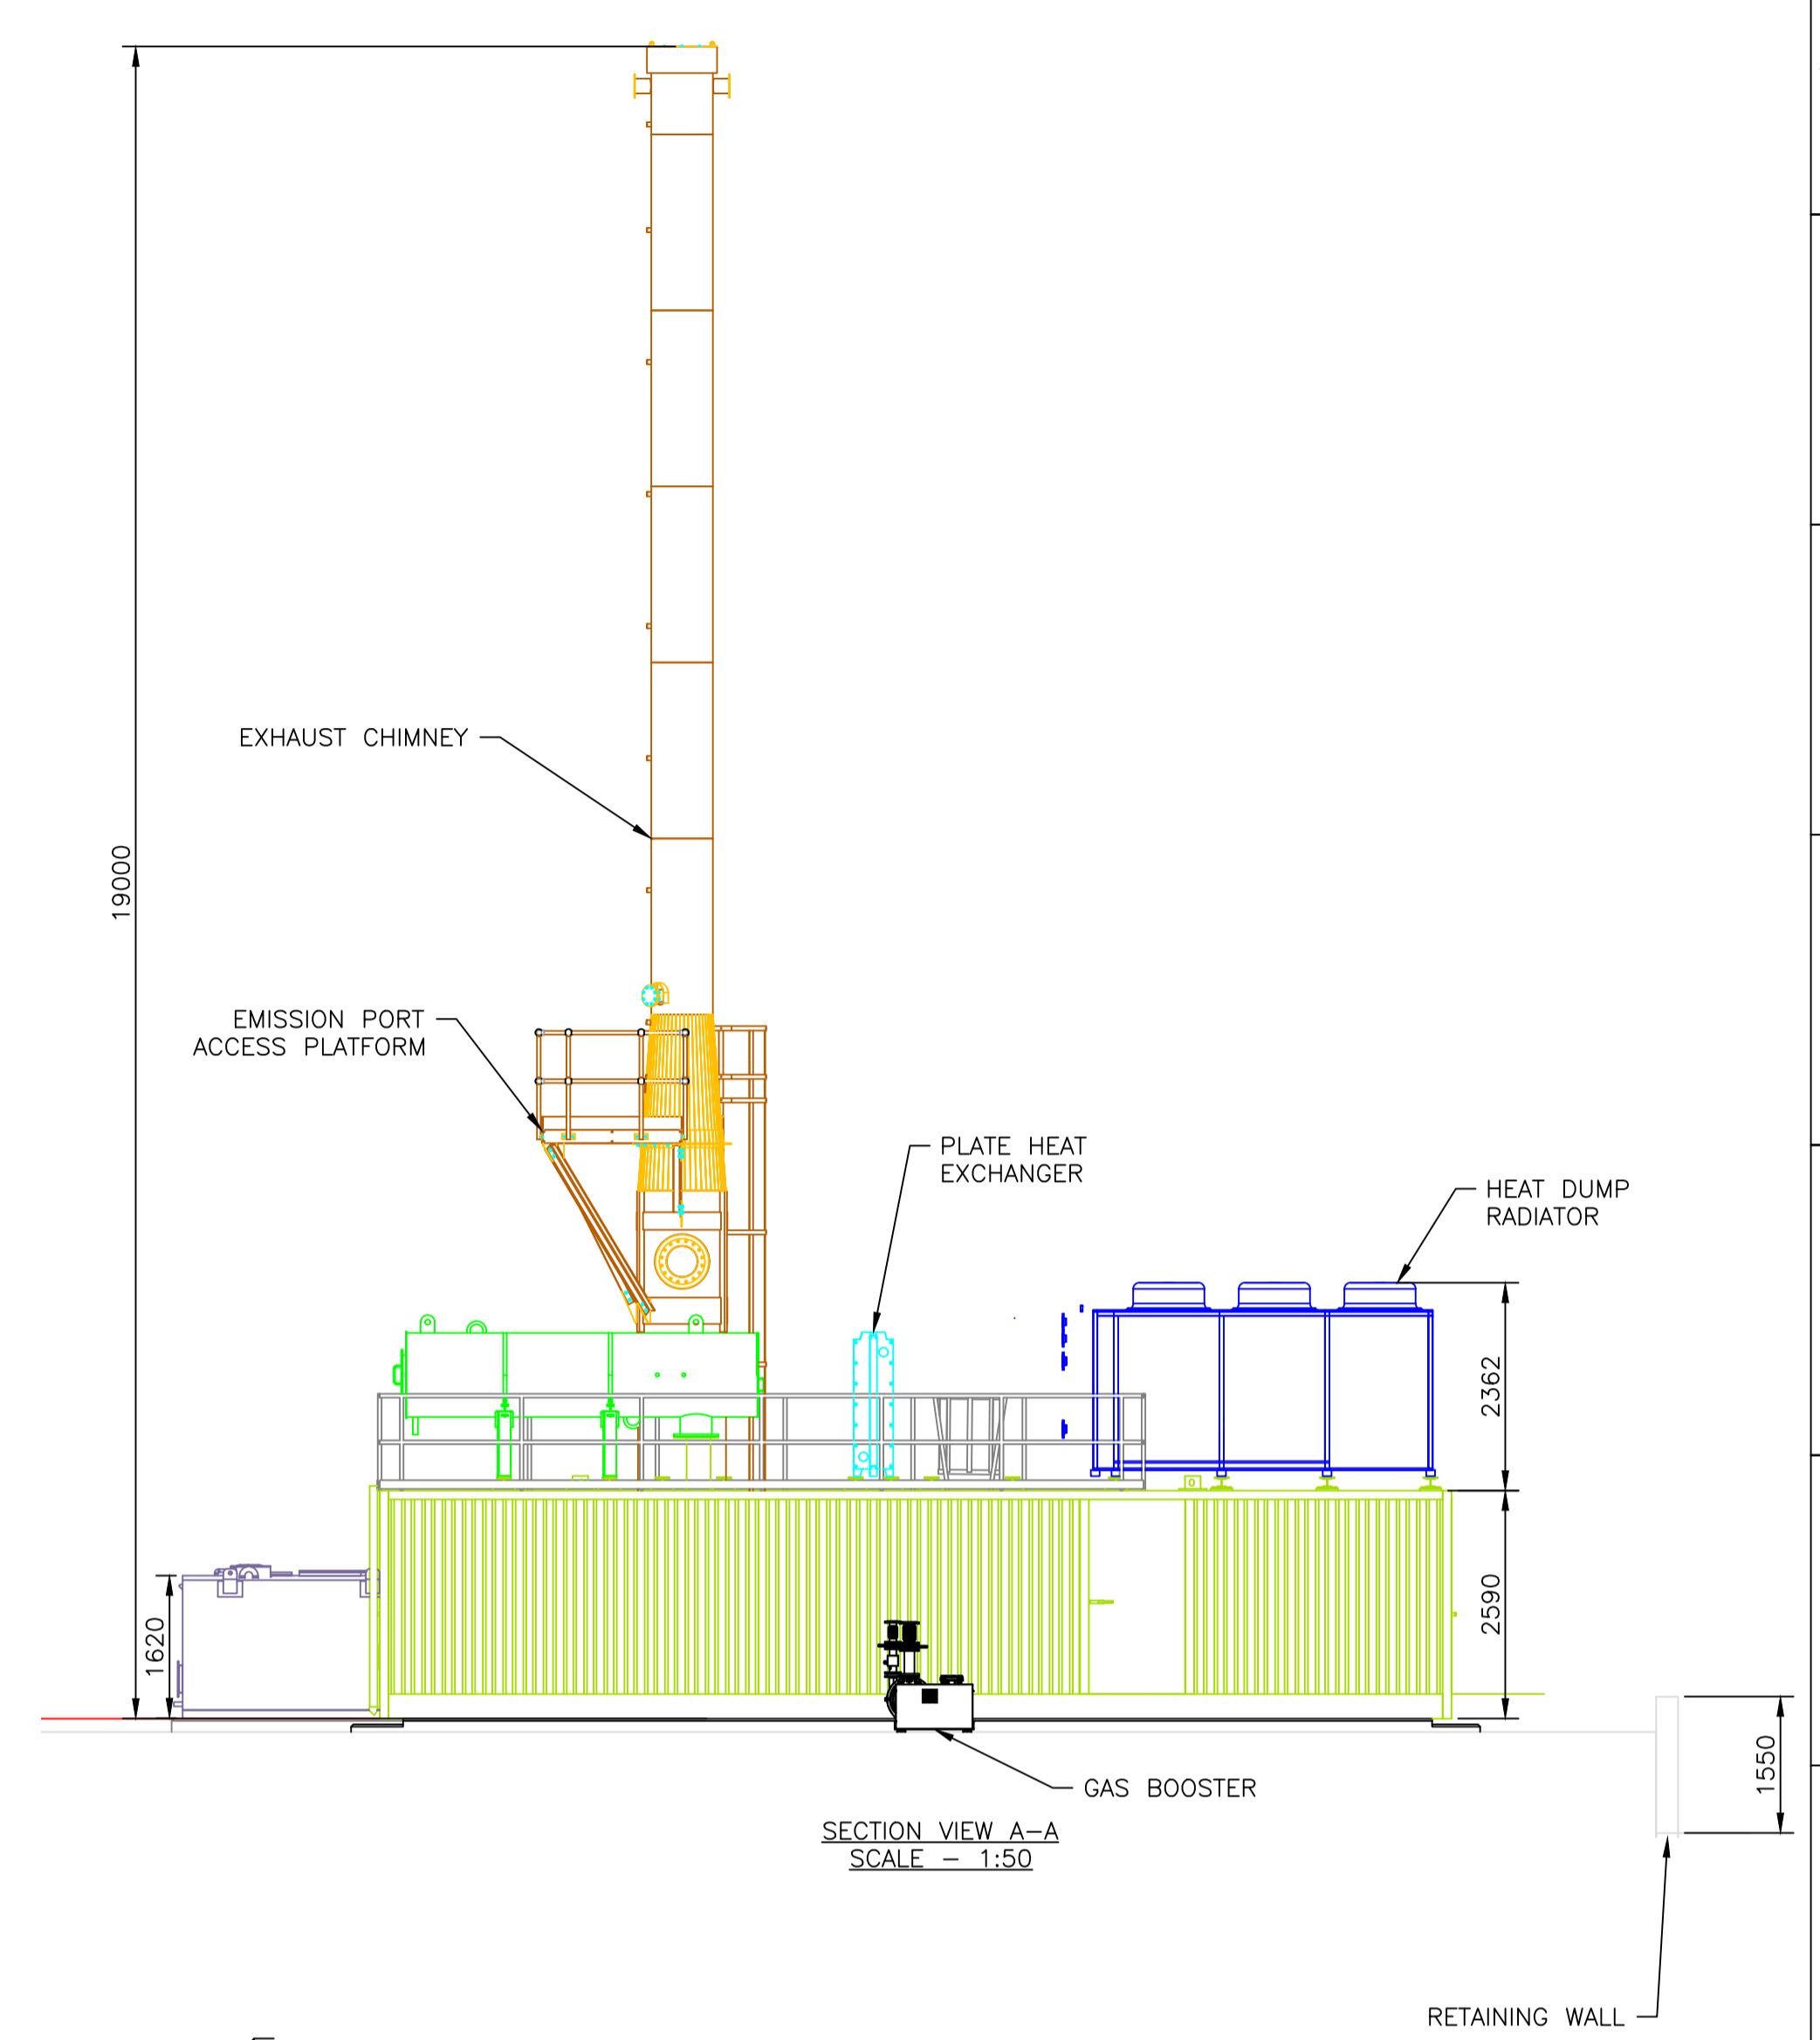 19000
EXHAUST CHIMNEY
EMISSION PORT
ACCESS PLATFORM
PLATE HEAT
EXCHANGER
HEAT DUMP
RADIATOR
2362
2590
1620
1550
GAS BOOSTER
SECTION VIEW A-A
SCALE - 1:50
RETAINING WALL